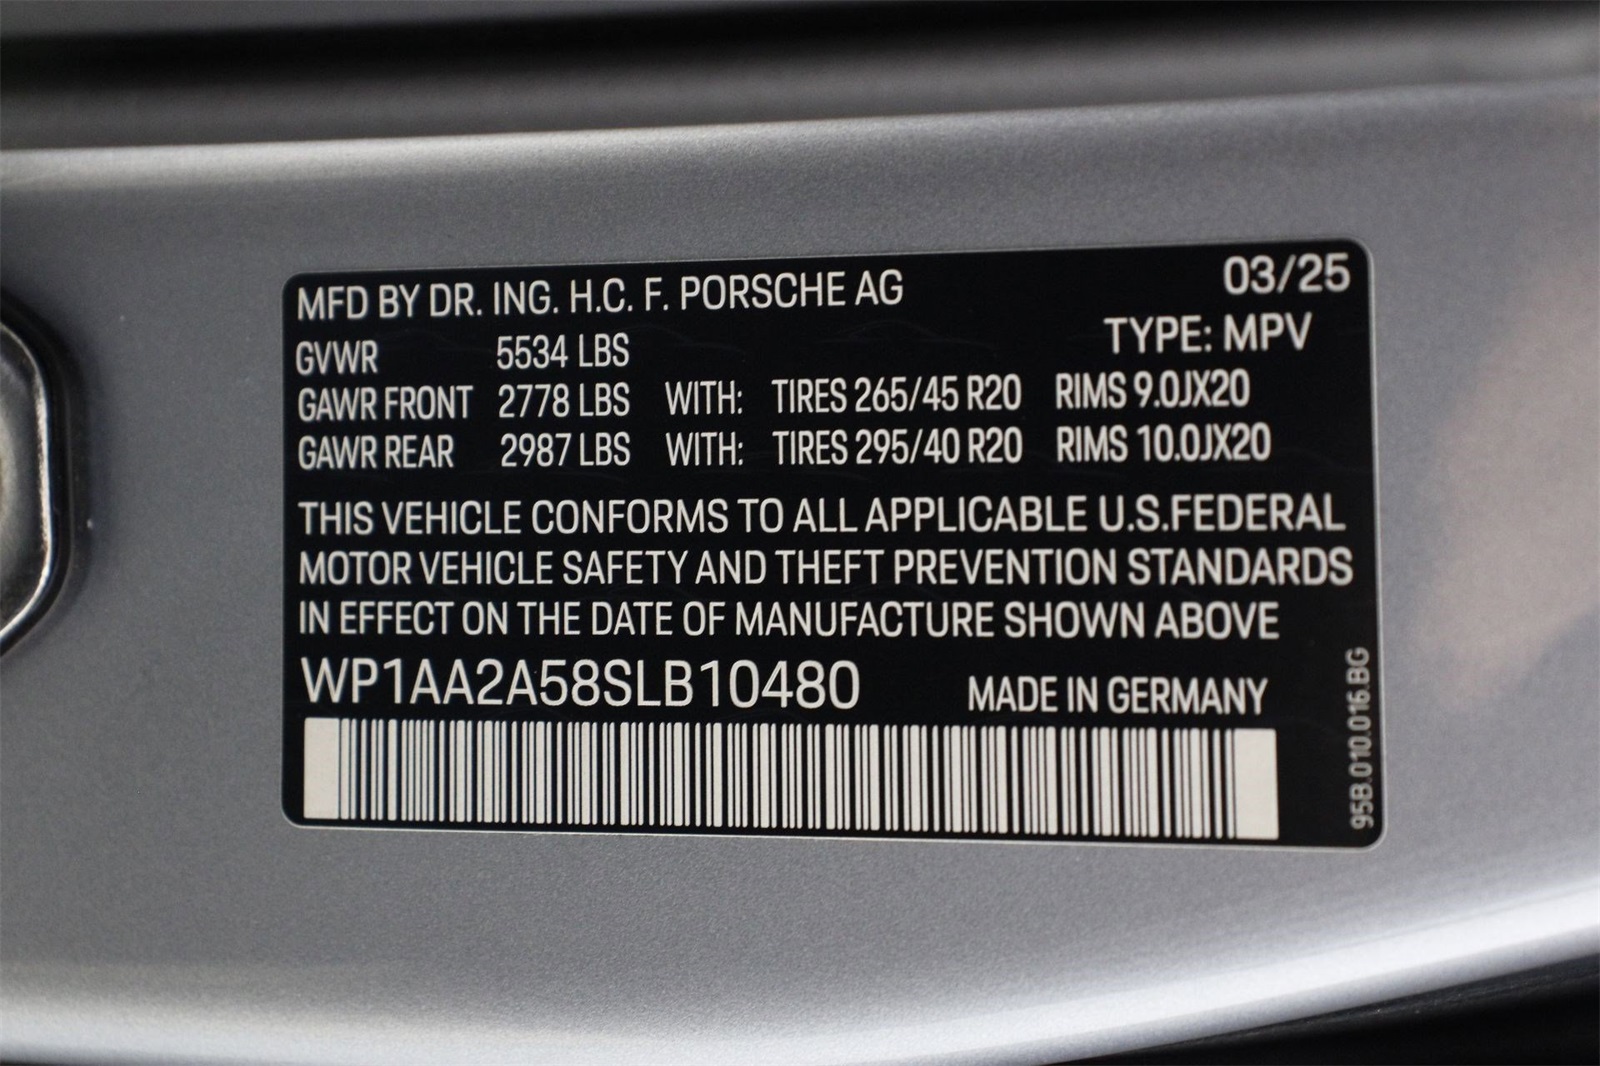 MFD BY DR. ING. H.C. F. PORSCHE AG 03/25
TYPE: MPV
GVWR 5534 LBS
GAWR FRONT 2778 LBS WITH: TIRES 265/45 R20 RIMS 9.0JX20
GAWR REAR 2987 LBS WITH: TIRES 295/40 R20 RIMS 10.0JX20
THIS VEHICLE CONFORMS TO ALL APPLICABLE U.S.FEDERAL
MOTOR VEHICLE SAFETY AND THEFT PREVENTION STANDARDS
IN EFFECT ON THE DATE OF MANUFACTURE SHOWN ABOVE
WP1AA2A58SLB10480 MADE IN GERMANY
95B.010.016.BG